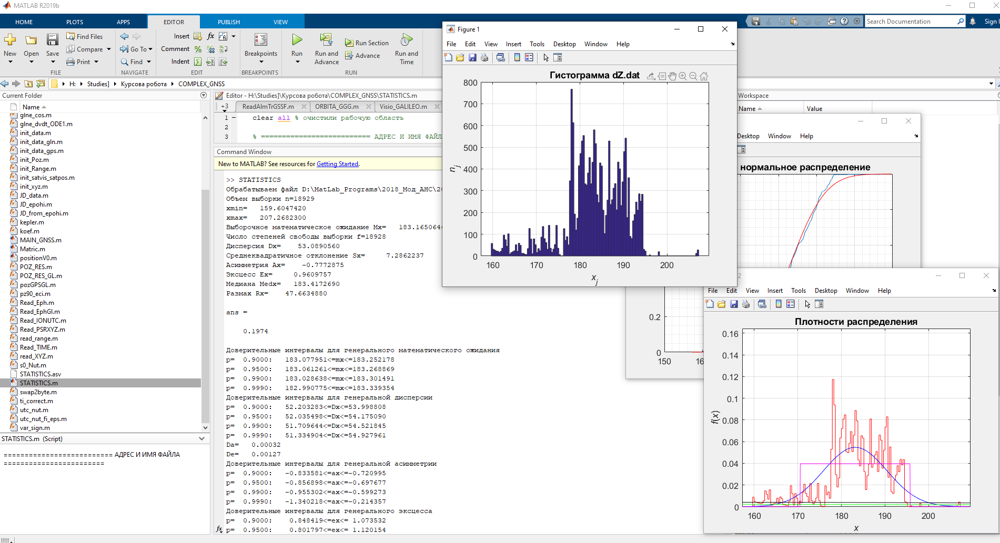 MATLAB R2019b
HOME PLOTS APPS EDITOR PUBLISH VIEW
Search Documentation
Sign I
New
Open
Save
Find Files
Compare
Print
Go To
Find
Insert
Comment
Indent
Breakpoints
Run
Run and Advance
Run Section
Advance
Run and Time
FILE
NAVIGATE
EDIT
BREAKPOINTS
RUN
H: Studies] Курсова робота COMPLEX_GNSS
Current Folder
Name
glne_cos.m
glne_dvdt_ODE1.m
init_data.m
init_data_gln.m
init_data_gps.m
init_Poz.m
init_Range.m
init_satvis_satpos.m
init_xyz.m
JD_data.m
JD_epohi.m
JD_from_epohi.m
kepler.m
koef.m
MAIN_GNSS.m
Matric.m
positionV0.m
POZ_RES.m
POZ_RES_GL.m
pozGPSGL.m
pz90_eci.m
Read_Eph.m
Read_EphGl.m
Read_IONUTC.m
Read_PSRXYZ.m
read_range.m
Read_TIME.m
read_XYZ.m
s0_Nut.m
STATISTICS.asv
STATISTICS.m
swap2byte.m
ti_correct.m
utc_nut.m
utc_nut_fi_eps.m
var_sign.m
STATISTICS.m (Script)
========================== АДРЕС И ИМЯ ФАЙЛА
========================
Editor - H:\Studies]\Курсова робота\COMPLEX_GNSS\STATISTICS.m
+3 ReadAlmTrGSSF.m ORBITA_GGG.m Visio_GALILEO.m
1 clear all % очистили рабочую область
2
3 % ========================== АДРЕС И ИМЯ ФАЙЛ
Command Window
New to MATLAB? See resources for Getting Started.
>> STATISTICS
Обрабатываем файл D:\MatLab_Programs\2018_Мод_АНС\20
Объем выборки n=18929
xmin= 159.6047420
xmax= 207.2682300
Выборочное математическое ожидание Mx= 183.165064
Число степеней свободы выборки f=18928
Дисперсия Dx= 53.0890560
Среднеквадратичное отклонение Sx= 7.2862237
Асимметрия Ax= -0.7772875
Эксцесс Ex= 0.9609757
Медиана Medx= 183.4172690
Размах Rx= 47.6634880
ans =
0.1974
Доверительные интервалы для генерального математического ожидания
p= 0.9000: 183.077951<=mx<=183.252178
p= 0.9500: 183.061261<=mx<=183.268869
p= 0.9900: 183.028638<=mx<=183.301491
p= 0.9990: 182.990775<=mx<=183.339354
Доверительные интервалы для генеральной дисперсии
p= 0.9000: 52.203283<=Dx<=53.998808
p= 0.9500: 52.035498<=Dx<=54.175090
p= 0.9900: 51.709644<=Dx<=54.521845
p= 0.9990: 51.334904<=Dx<=54.927961
Da= 0.00032
De= 0.00127
Доверительные интервалы для генеральной асимметрии
p= 0.9000: -0.833581<=ax<=-0.720995
p= 0.9500: -0.856898<=ax<=-0.697677
p= 0.9900: -0.955302<=ax<=-0.599273
p= 0.9990: -1.340218<=ax<=-0.214357
Доверительные интервалы для генерального эксцесса
p= 0.9000: 0.848419<=ex<= 1.073532
p= 0.9500: 0.801797<=ex<= 1.120154
fx
Figure 1
File Edit View Insert Tools Desktop Window Help
Гистограмма dZ.dat
800
700
600
500
400
300
200
100
0
160 170 180 190 200
n_j
x_j
Workspace
Name Value
Desktop Window Help
нормальное распределение
0.2
0
150 16
2
File Edit View Insert Tools Desktop Window Help
Плотности распределения
0.16
0.14
0.12
0.1
0.08
0.06
0.04
0.02
0
160 170 180 190 200
f(x)
x